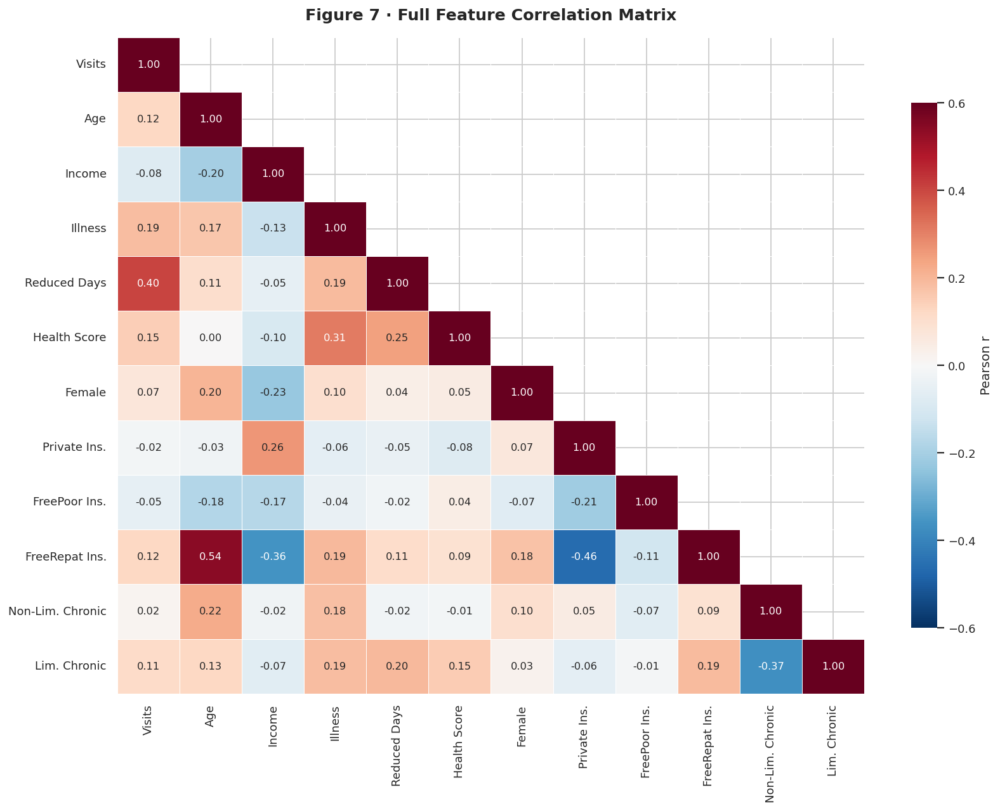 Figure 7 · Full Feature Correlation Matrix
Visits 1.00
Age 0.12 1.00
Income -0.08 -0.20 1.00
Illness 0.19 0.17 -0.13 1.00
Reduced Days 0.40 0.11 -0.05 0.19 1.00
Health Score 0.15 0.00 -0.10 0.31 0.25 1.00
Female 0.07 0.20 -0.23 0.10 0.04 0.05 1.00
Private Ins. -0.02 -0.03 0.26 -0.06 -0.05 -0.08 0.07 1.00
FreePoor Ins. -0.05 -0.18 -0.17 -0.04 -0.02 0.04 -0.07 -0.21 1.00
FreeRepat Ins. 0.12 0.54 -0.36 0.19 0.11 0.09 0.18 -0.46 -0.11 1.00
Non-Lim. Chronic 0.02 0.22 -0.02 0.18 -0.02 -0.01 0.10 0.05 -0.07 0.09 1.00
Lim. Chronic 0.11 0.13 -0.07 0.19 0.20 0.15 0.03 -0.06 -0.01 0.19 -0.37 1.00
Visits
Age
Income
Illness
Reduced Days
Health Score
Female
Private Ins.
FreePoor Ins.
FreeRepat Ins.
Non-Lim. Chronic
Lim. Chronic
0.6
0.4
0.2
0.0
−0.2
−0.4
−0.6
Pearson r